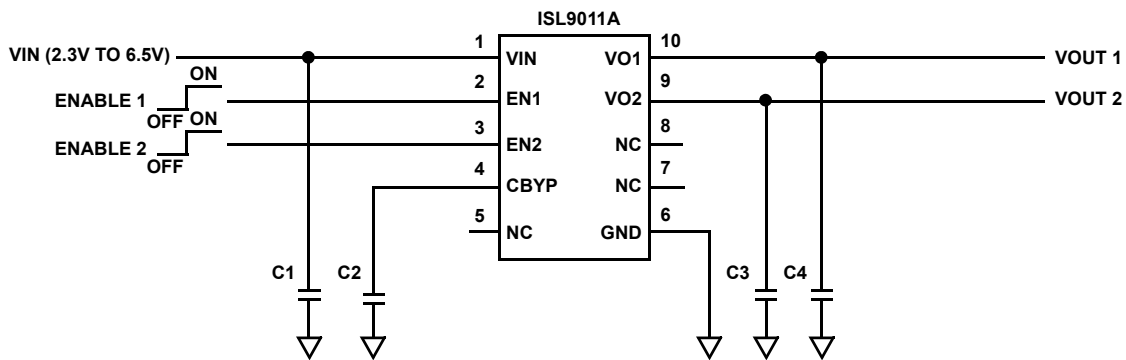 ISL9011A
VIN (2.3V TO 6.5V)
1
VIN
VO1
10
VOUT 1
ON
ENABLE 1
OFF
2
EN1
VO2
9
VOUT 2
ON
ENABLE 2
OFF
3
EN2
NC
8
4
CBYP
NC
7
5
NC
GND
6
C1
C2
C3
C4